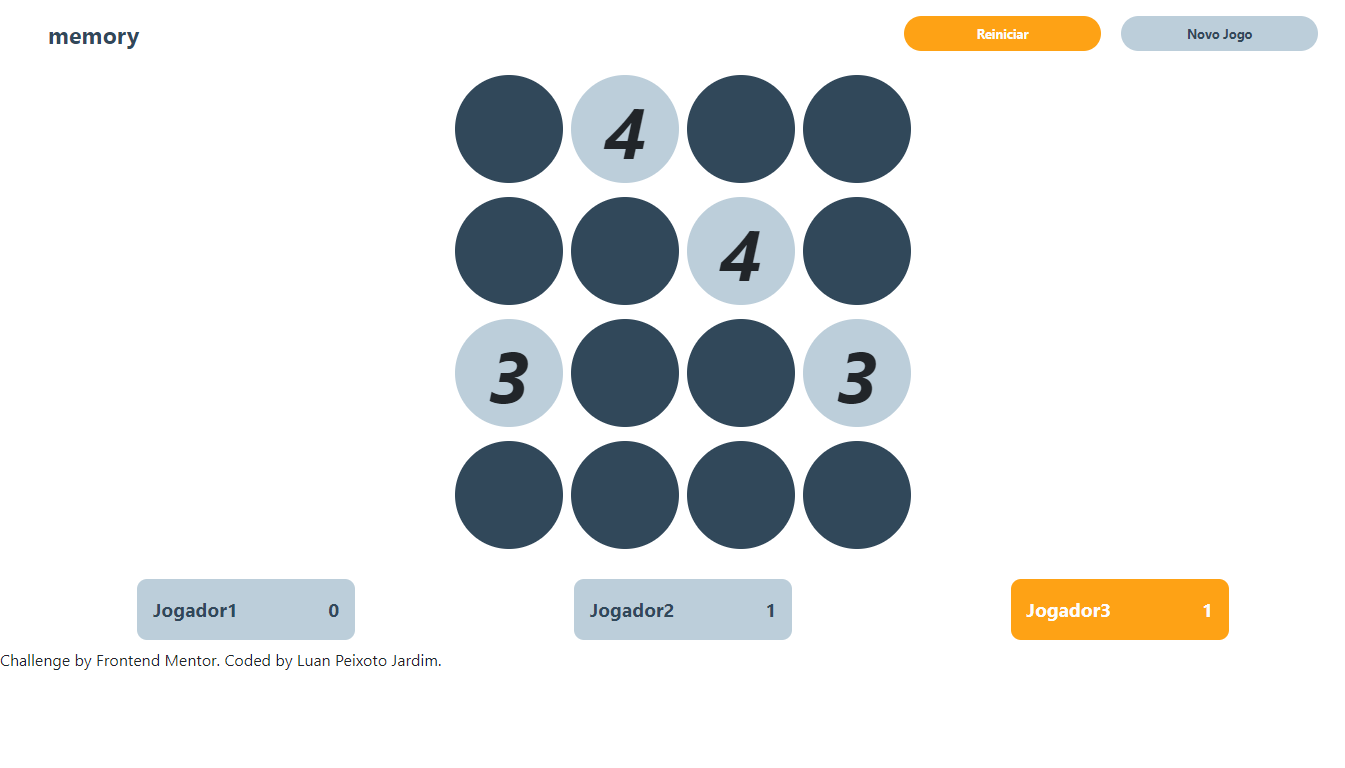 memory
Reiniciar
Novo Jogo
4
4
3 3
Jogador1 0
Jogador2 1
Jogador3 1
Challenge by Frontend Mentor. Coded by Luan Peixoto Jardim.